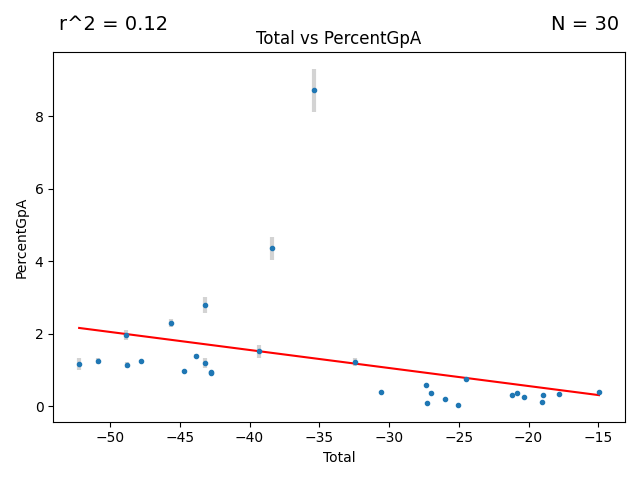 r^2 = 0.12
N = 30
Total vs PercentGpA
PercentGpA
8
6
4
2
0
−50
−45
−40
−35
−30
−25
−20
−15
Total